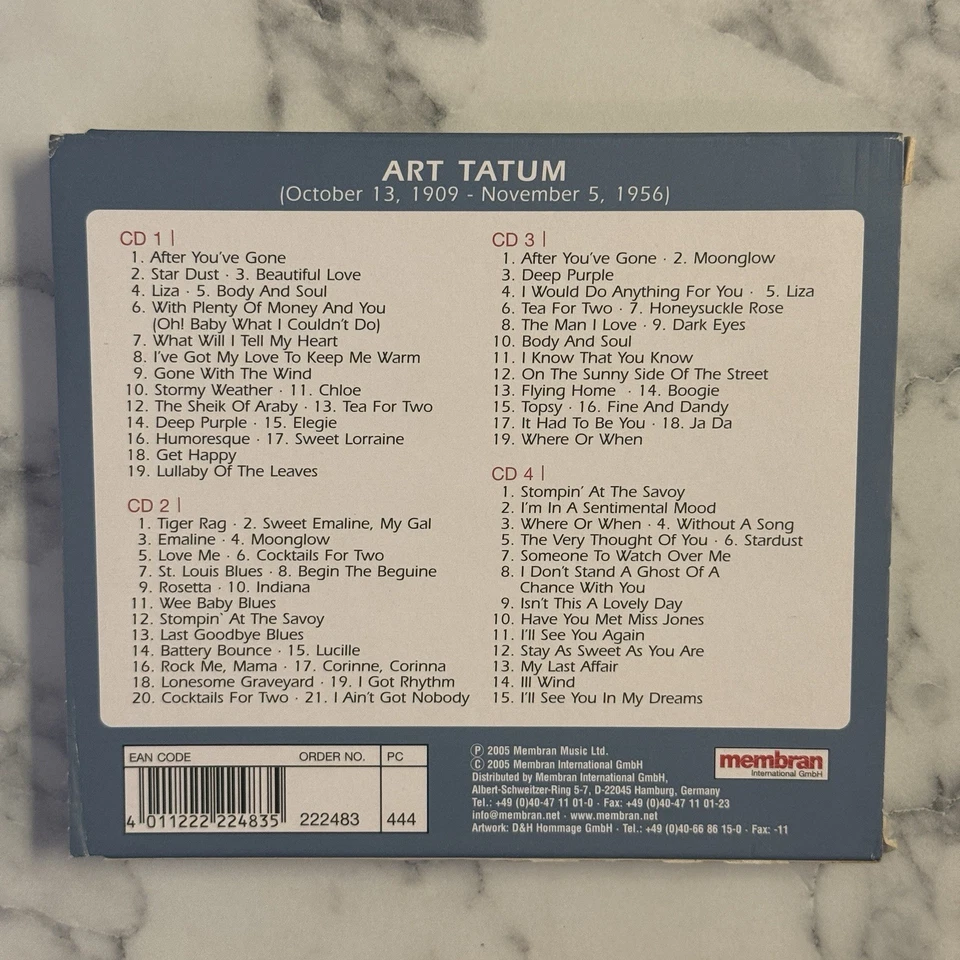 ART TATUM
(October 13, 1909 - November 5, 1956)
CD 1 |
1. After You've Gone
2. Star Dust · 3. Beautiful Love
4. Liza · 5. Body And Soul
6. With Plenty Of Money And You
(Oh! Baby What I Couldn't Do)
7. What Will I Tell My Heart
8. I've Got My Love To Keep Me Warm
9. Gone With The Wind
10. Stormy Weather · 11. Chloe
12. The Sheik Of Araby · 13. Tea For Two
14. Deep Purple · 15. Elegie
16. Humoresque · 17. Sweet Lorraine
18. Get Happy
19. Lullaby Of The Leaves
CD 2 |
1. Tiger Rag · 2. Sweet Emaline, My Gal
3. Emaline · 4. Moonglow
5. Love Me · 6. Cocktails For Two
7. St. Louis Blues · 8. Begin The Beguine
9. Rosetta · 10. Indiana
11. Wee Baby Blues
12. Stompin` At The Savoy
13. Last Goodbye Blues
14. Battery Bounce · 15. Lucille
16. Rock Me, Mama · 17. Corinne, Corinna
18. Lonesome Graveyard · 19. I Got Rhythm
20. Cocktails For Two · 21. I Ain't Got Nobody
CD 3 |
1. After You've Gone · 2. Moonglow
3. Deep Purple
4. I Would Do Anything For You · 5. Liza
6. Tea For Two · 7. Honeysuckle Rose
8. The Man I Love · 9. Dark Eyes
10. Body And Soul
11. I Know That You Know
12. On The Sunny Side Of The Street
13. Flying Home · 14. Boogie
15. Topsy · 16. Fine And Dandy
17. It Had To Be You · 18. Ja Da
19. Where Or When
CD 4 |
1. Stompin' At The Savoy
2. I'm In A Sentimental Mood
3. Where Or When · 4. Without A Song
5. The Very Thought Of You · 6. Stardust
7. Someone To Watch Over Me
8. I Don't Stand A Ghost Of A
Chance With You
9. Isn't This A Lovely Day
10. Have You Met Miss Jones
11. I'll See You Again
12. Stay As Sweet As You Are
13. My Last Affair
14. Ill Wind
15. I'll See You In My Dreams
EAN CODE ORDER NO. PC
4 011222 224835 222483 444
℗ 2005 Membran Music Ltd.
© 2005 Membran International GmbH
Distributed by Membran International GmbH,
Albert-Schweitzer-Ring 5-7, D-22045 Hamburg, Germany
Tel.: +49 (0)40-47 11 01-0 · Fax: +49 (0)40-47 11 01-23
info@membran.net · www.membran.net
Artwork: D&H Hommage GmbH · Tel.: +49 (0)40-66 86 15-0 · Fax: -11
membran
International GmbH